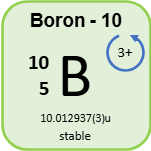 Boron - 10
3+
10
5
B
10.012937(3)u
stable